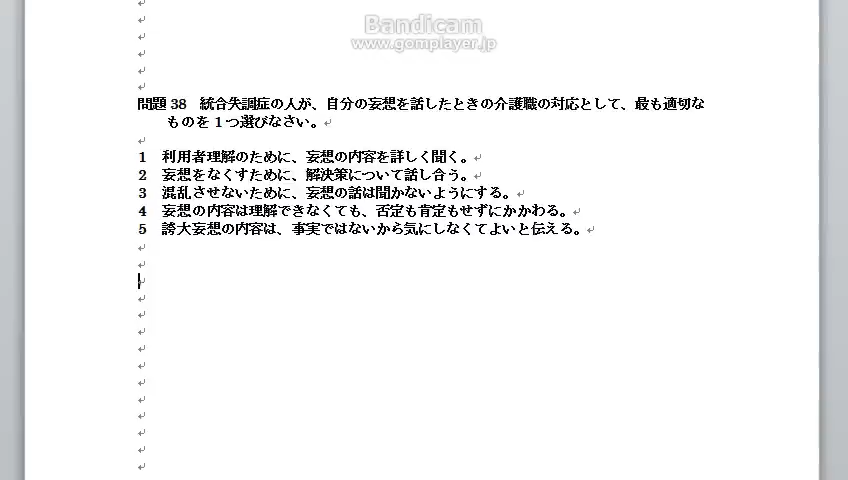 Bandicam
www.gomplayer.jp
問題 38　統合失調症の人が、自分の妄想を話したときの介護職の対応として、最も適切な
ものを 1 つ選びなさい。
1　利用者理解のために、妄想の内容を詳しく聞く。
2　妄想をなくすために、解決策について話し合う。
3　混乱させないために、妄想の話は聞かないようにする。
4　妄想の内容は理解できなくても、否定も肯定もせずにかかわる。
5　誇大妄想の内容は、事実ではないから気にしなくてよいと伝える。